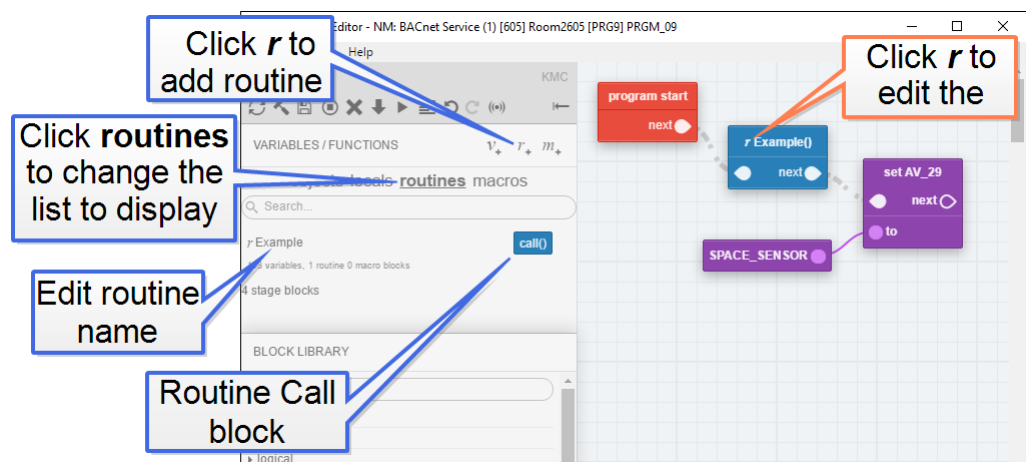 Editor - NM: BACnet Service (1) [605] Room2605 [PRG9] PRGM_09
Help
Click r to
add routine
Click r to
edit the
KMC
Click routines
to change the
list to display
VARIABLES / FUNCTIONS
v+ r+ m+
objects locals routines macros
Search...
r Example
call()
variables, 1 routine 0 macro blocks
4 stage blocks
Edit routine
name
BLOCK LIBRARY
Routine Call
block
logical
program start
next
r Example()
next
set AV_29
next
to
SPACE_SENSOR